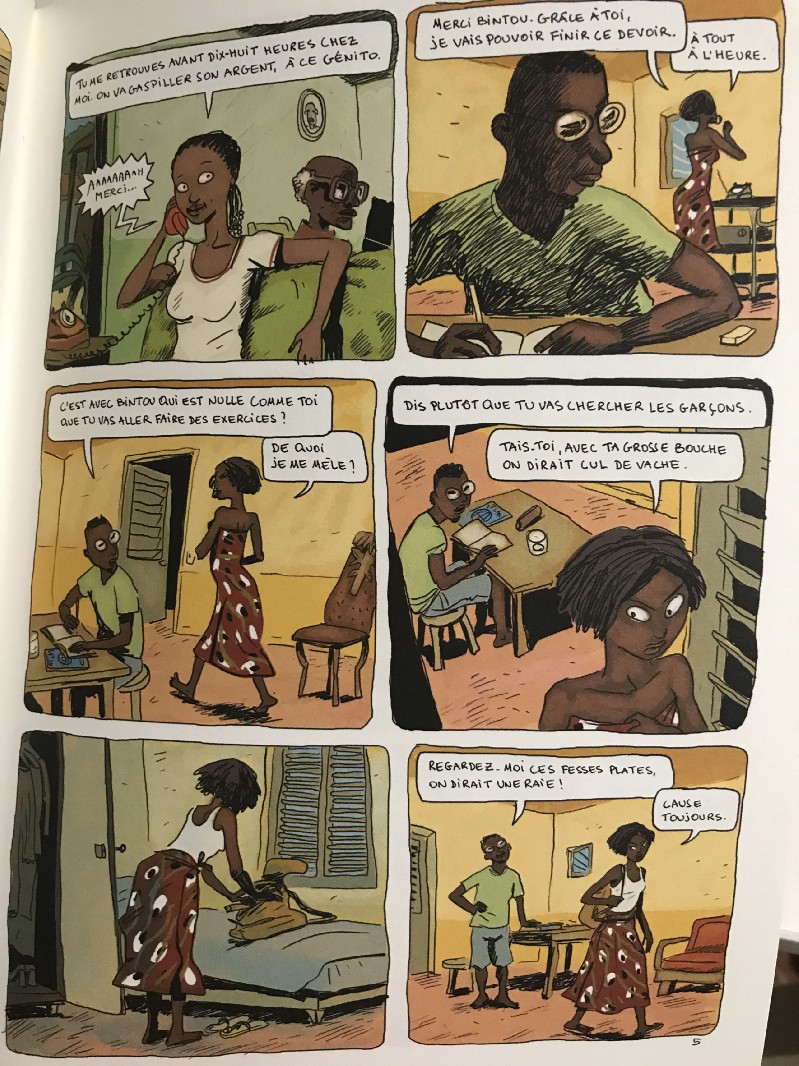 TU ME RETROUVES AVANT DIX-HUIT HEURES CHEZ
MOI. ON VA GASPILLER SON ARGENT, À CE GÉNITO.
AAAAAAAAH
MERCI...
MERCI BINTOU. GRÂCE À TOI,
JE VAIS POUVOIR FINIR CE DEVOIR.
À TOUT
À L'HEURE.
C'EST AVEC BINTOU QUI EST NULLE COMME TOI
QUE TU VAS ALLER FAIRE DES EXERCICES ?
DE QUOI
JE ME MÊLE ?
DIS PLUTÔT QUE TU VAS CHERCHER LES GARÇONS.
TAIS-TOI, AVEC TA GROSSE BOUCHE
ON DIRAIT CUL DE VACHE.
REGARDEZ-MOI CES FESSES PLATES,
ON DIRAIT UNE RAIE !
CAUSE
TOUJOURS.
5